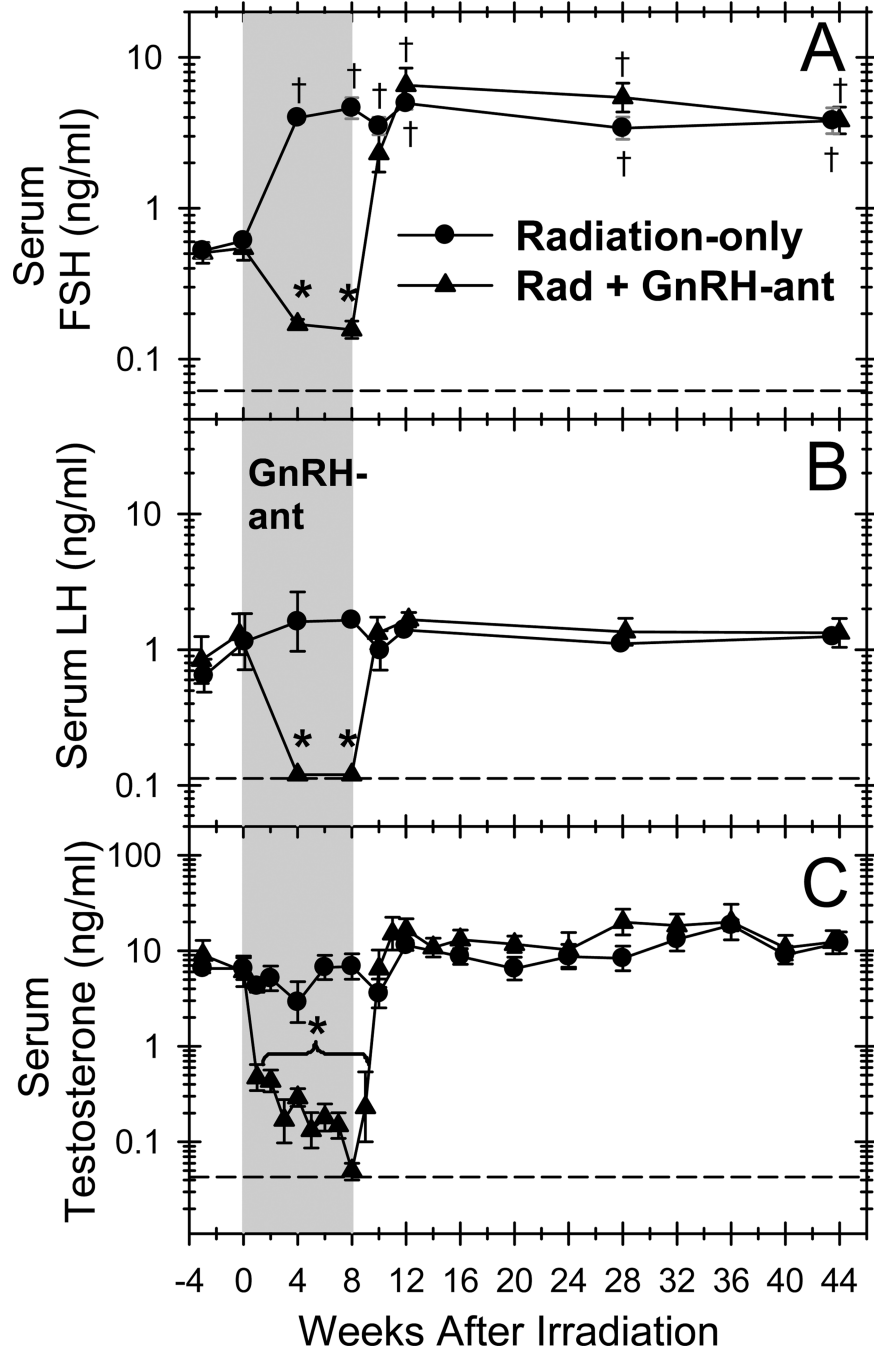 A
10
1
0.1
Serum
FSH (ng/ml)
† † † † † †
† † †
* *
Radiation-only
Rad + GnRH-ant
B
10
1
0.1
Serum LH (ng/ml)
GnRH-
ant
* *
C
100
10
1
0.1
Serum
Testosterone (ng/ml)
*
-4 0 4 8 12 16 20 24 28 32 36 40 44
Weeks After Irradiation